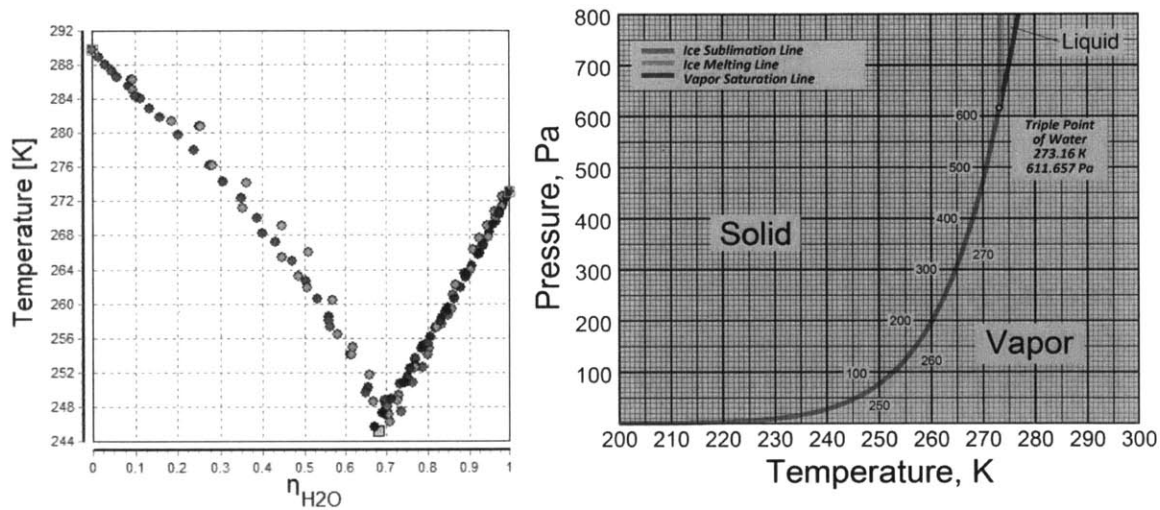 Temperature [K]
292
288
284
280
276
272
268
264
260
256
252
248
244
0 0.1 0.2 0.3 0.4 0.5 0.6 0.7 0.8 0.9 1
ηH2O
Pressure, Pa
800
700
600
500
400
300
200
100
Ice Sublimation Line
Ice Melting Line
Vapor Saturation Line
Liquid
600
Triple Point
of Water
273.16 K
611.657 Pa
500
400
Solid
300
270
200
Vapor
260
100
250
200 210 220 230 240 250 260 270 280 290 300
Temperature, K